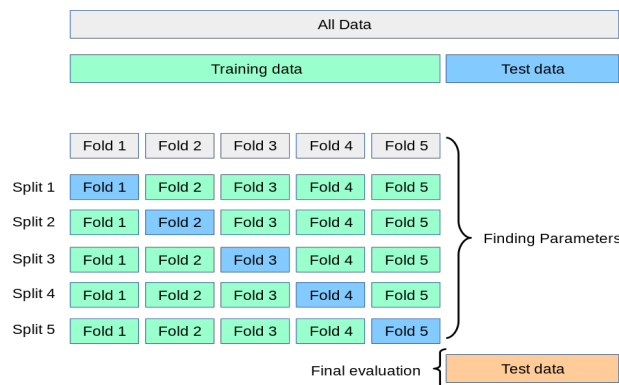 All Data
Training data Test data
Fold 1 Fold 2 Fold 3 Fold 4 Fold 5
Split 1 Fold 1 Fold 2 Fold 3 Fold 4 Fold 5
Split 2 Fold 1 Fold 2 Fold 3 Fold 4 Fold 5
Finding Parameters
Split 3 Fold 1 Fold 2 Fold 3 Fold 4 Fold 5
Split 4 Fold 1 Fold 2 Fold 3 Fold 4 Fold 5
Split 5 Fold 1 Fold 2 Fold 3 Fold 4 Fold 5
Final evaluation Test data